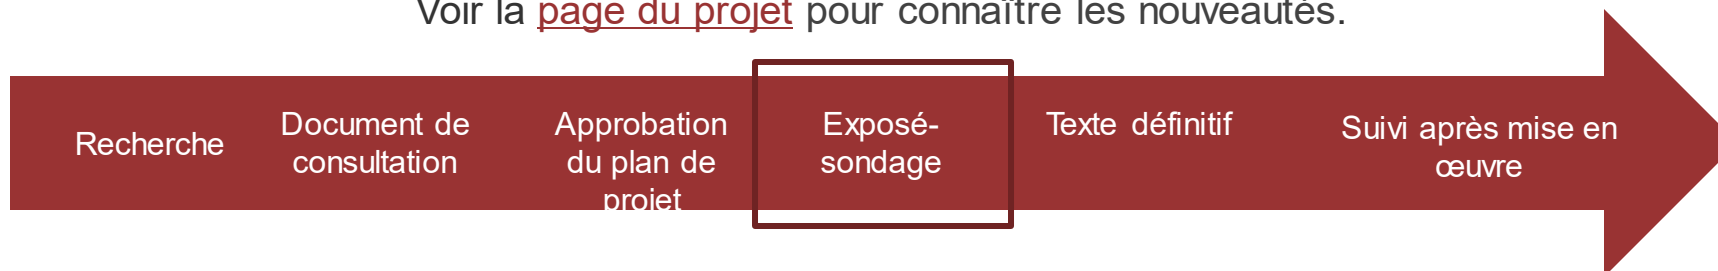 Voir la page du projet pour connaître les nouveautés.
Recherche
Document de
consultation
Approbation
du plan de
projet
Exposé-
sondage
Texte définitif
Suivi après mise en
œuvre